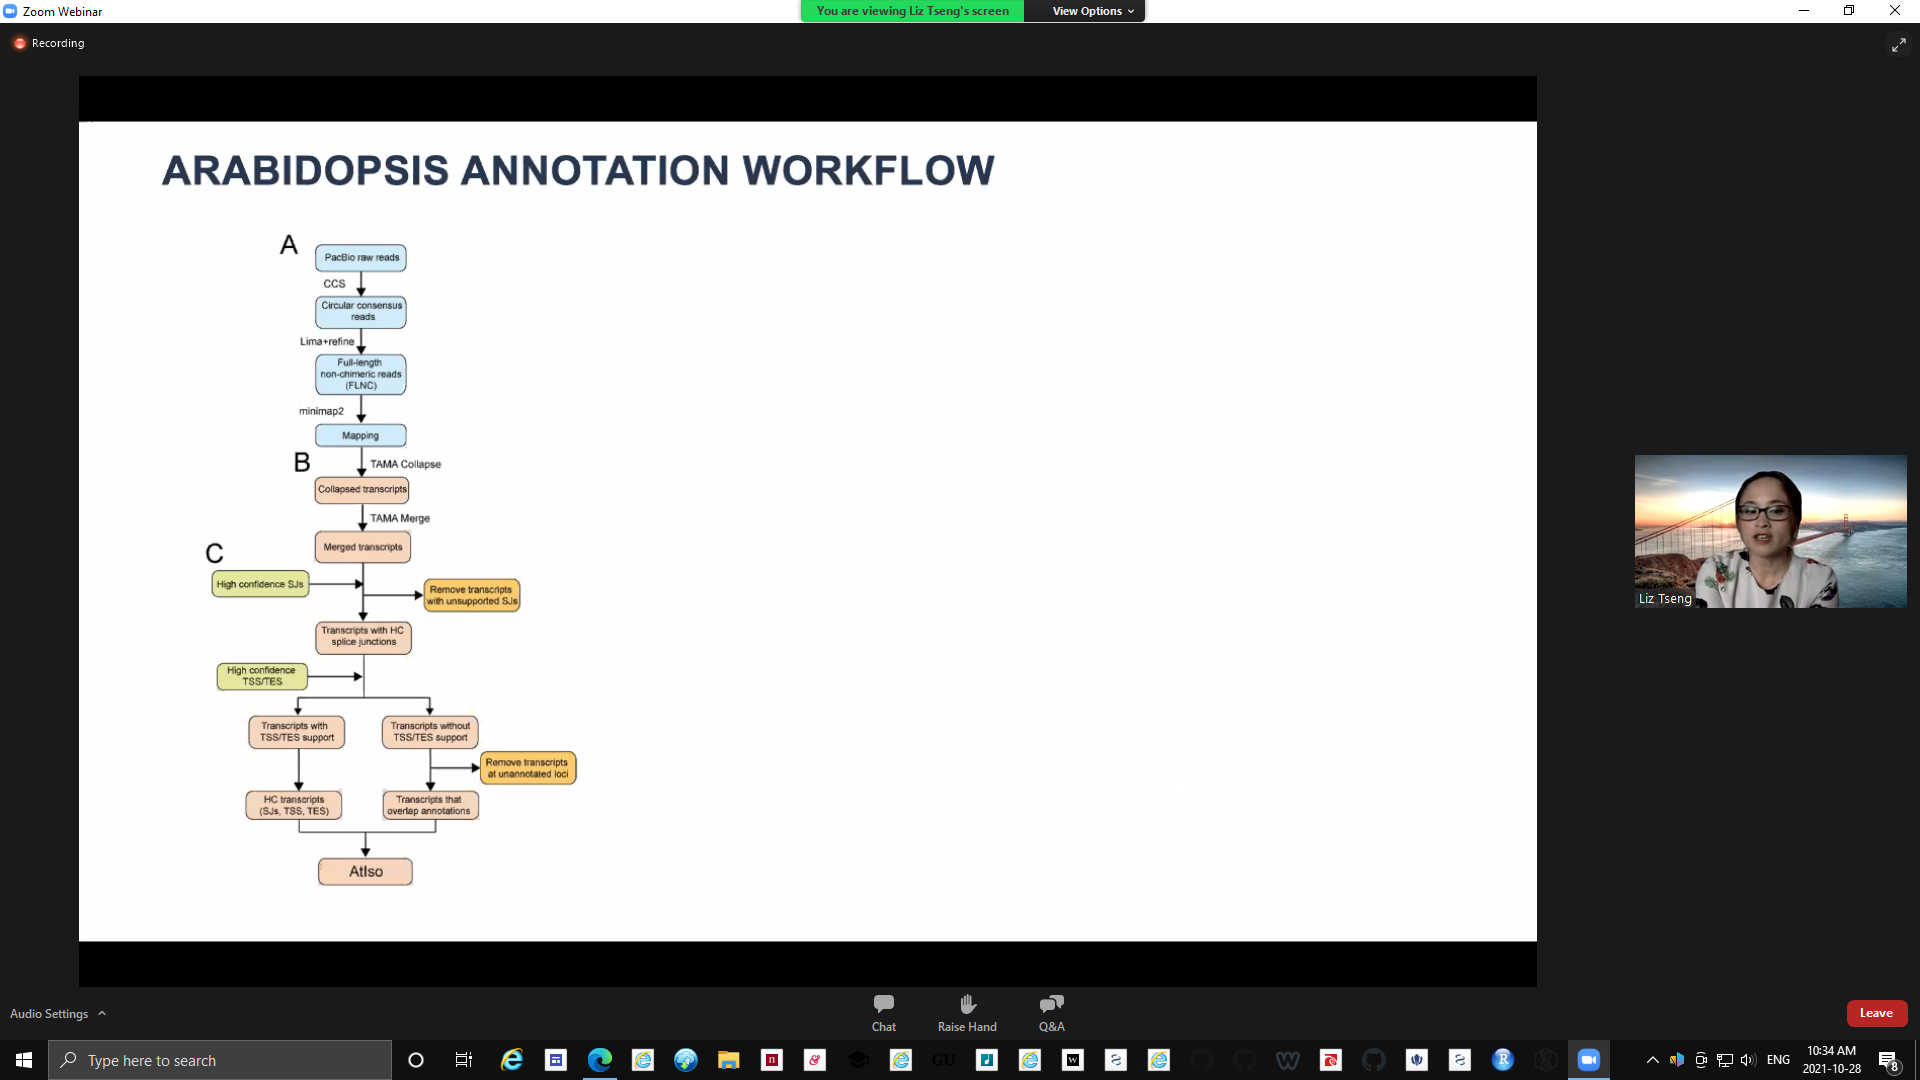 Zoom Webinar
You are viewing Liz Tseng's screen
View Options
Recording
ARABIDOPSIS ANNOTATION WORKFLOW
A
PacBio raw reads
CCS
Circular consensus
reads
Lima+refine
Full-length
non-chimeric reads
(FLNC)
minimap2
Mapping
B
TAMA Collapse
Collapsed transcripts
TAMA Merge
Merged transcripts
C
High confidence SJs
Remove transcripts
with unsupported SJs
Transcripts with HC
splice junctions
High confidence
TSS/TES
Transcripts with
TSS/TES support
Transcripts without
TSS/TES support
Remove transcripts
at unannotated loci
HC transcripts
(SJs, TSS, TES)
Transcripts that
overlap annotations
AtIso
Liz Tseng
Audio Settings
Chat
Raise Hand
Q&A
Leave
Type here to search
GU
ENG
10:34 AM
2021-10-28
8